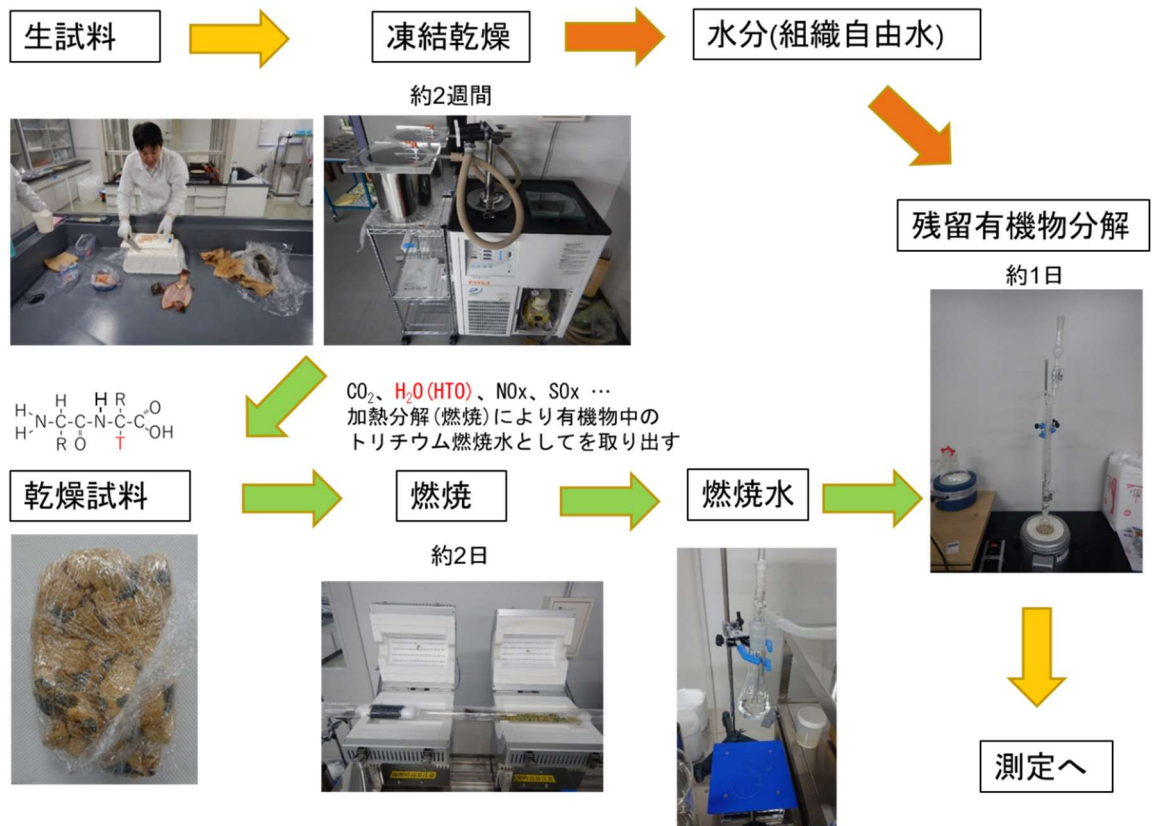 生試料
凍結乾燥
水分(組織自由水)
約2週間
残留有機物分解
約1日
CO₂、H₂O(HTO)、NOx、SOx …
加熱分解(燃焼)により有機物中の
トリチウム燃焼水としてを取り出す
H H H R O
H N-C-C-N-C-C OH
R O T
乾燥試料
燃焼
燃焼水
約2日
測定へ